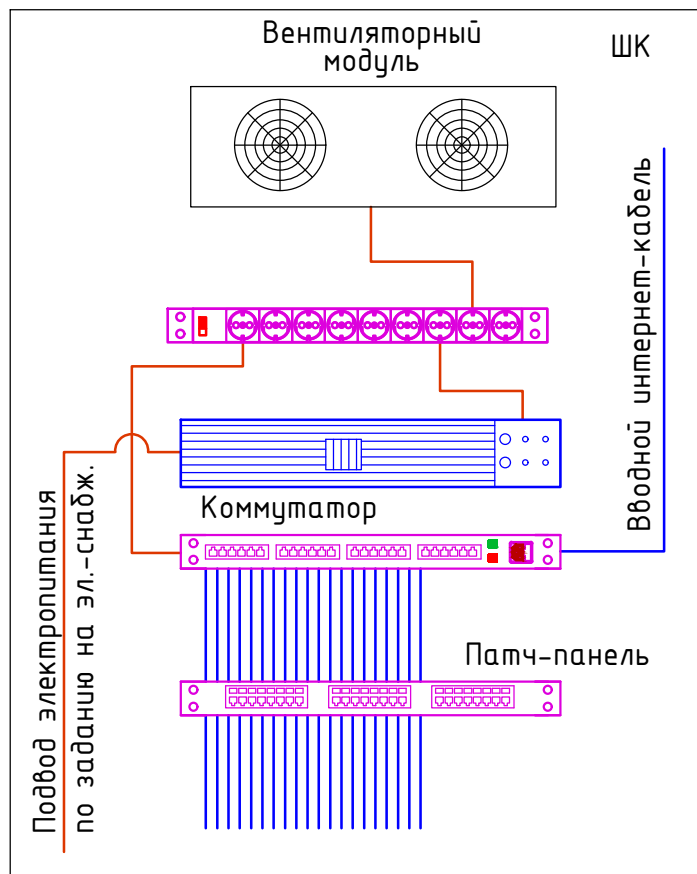 Вентиляторный
модуль
ШК
Вводной интернет-кабель
Коммутатор
Патч-панель
Подвод электропитания
по заданию на эл.-снабж.